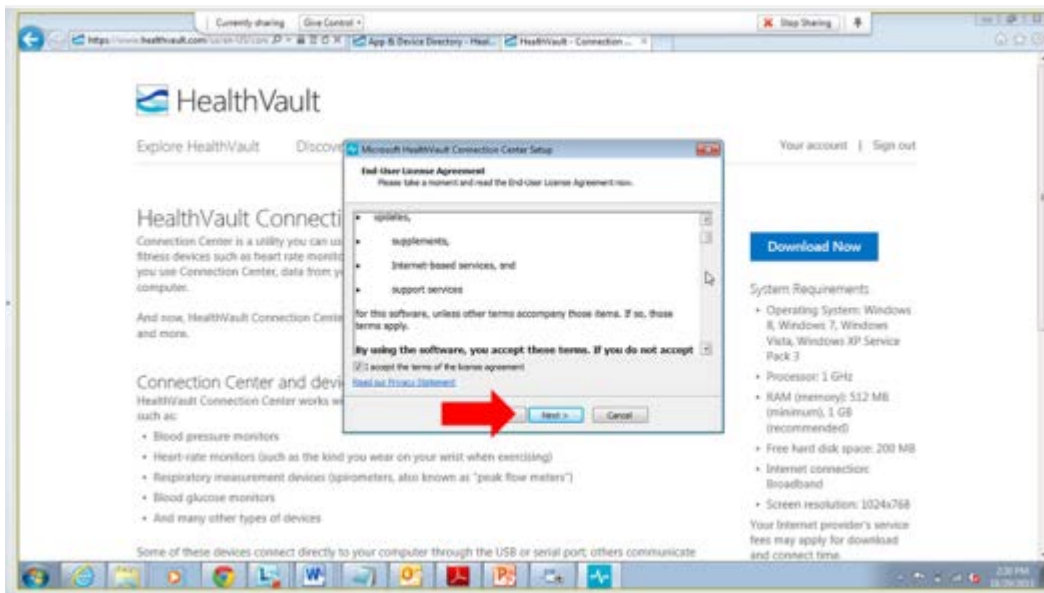 Currently sharing Give Control
Stop Sharing
App & Device Directory - Heal... HealthVault - Connection ...
HealthVault
Explore HealthVault
Your account | Sign out
Microsoft HealthVault Connection Center Setup
End-User License Agreement
Please take a moment and read the End-User License Agreement now.
• updates,
• supplements,
• Internet-based services, and
• support services
for this software, unless other terms accompany those items. If so, those
terms apply.
By using the software, you accept these terms. If you do not accept
I accept the terms of the license agreement
Read our Privacy Statement
Next >
Cancel
HealthVault Connecti
Connection Center is a utility you can us
fitness devices such as heart rate monito
you use Connection Center, data from y
computer.
And now, HealthVault Connection Cente
and more.
Connection Center and devi
HealthVault Connection Center works w
such as:
• Blood pressure monitors
• Heart-rate monitors (such as the kind you wear on your wrist when exercising)
• Respiratory measurement devices (spirometers, also known as "peak flow meters")
• Blood glucose monitors
• And many other types of devices
Some of these devices connect directly to your computer through the USB or serial port; others communicate
Download Now
System Requirements
• Operating System: Windows
8, Windows 7, Windows
Vista, Windows XP Service
Pack 3
• Processor: 1 GHz
• RAM (memory): 512 MB
(minimum), 1 GB
(recommended)
• Free hard disk space: 200 MB
• Internet connection:
Broadband
• Screen resolution: 1024x768
Your Internet provider's service
fees may apply for download
and connect time.